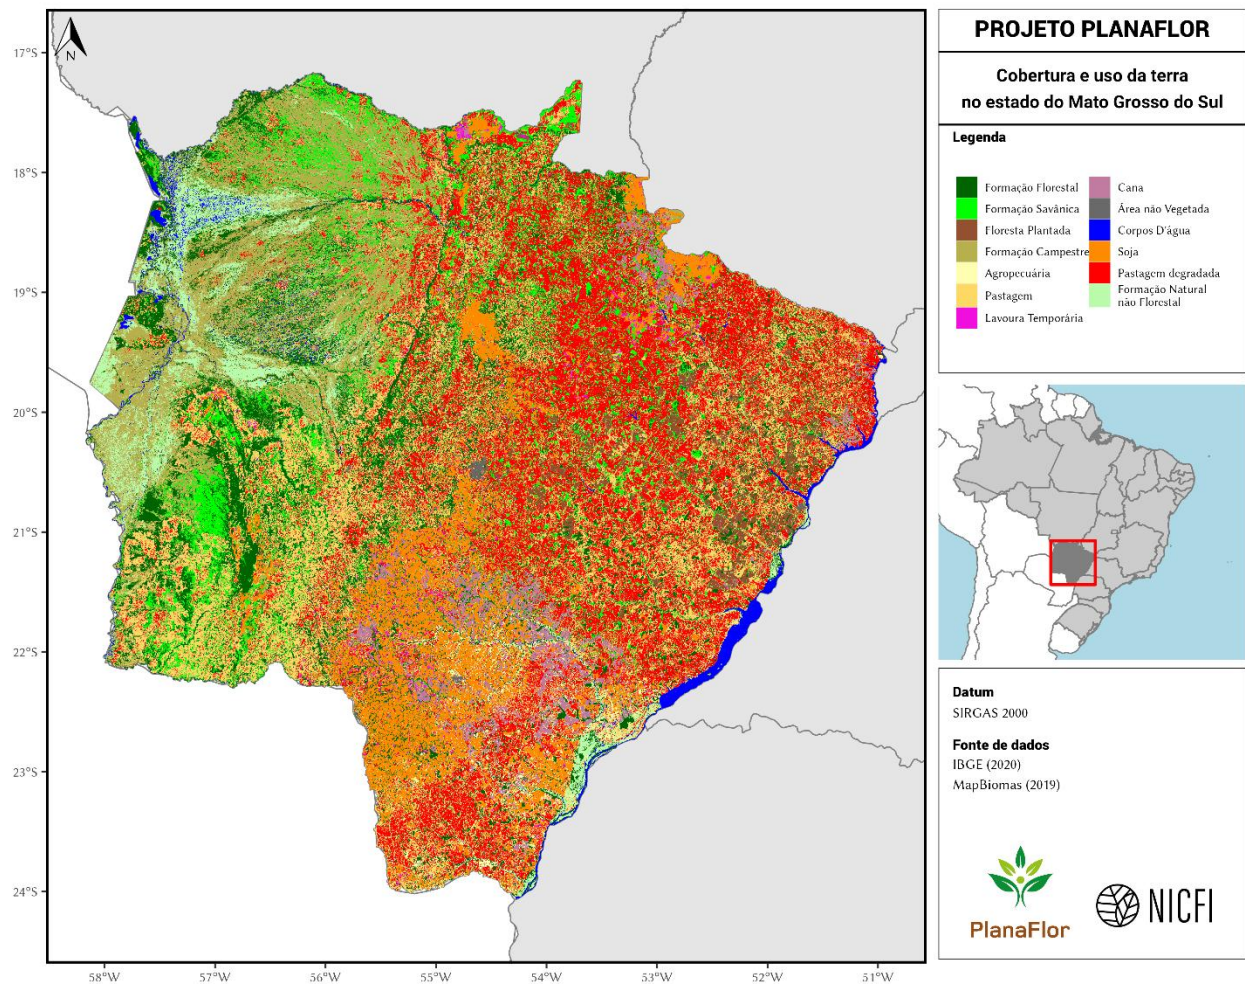 PROJETO PLANAFLOR
Cobertura e uso da terra
no estado do Mato Grosso do Sul
Legenda
Formação Florestal
Formação Savânica
Floresta Plantada
Formação Campestre
Agropecuária
Pastagem
Lavoura Temporária
Cana
Área não Vegetada
Corpos D'água
Soja
Pastagem degradada
Formação Natural
não Florestal
Datum
SIRGAS 2000
Fonte de dados
IBGE (2020)
MapBiomas (2019)
PlanaFlor
NICFI
N
17°S
18°S
19°S
20°S
21°S
22°S
23°S
24°S
58°W
57°W
56°W
55°W
54°W
53°W
52°W
51°W